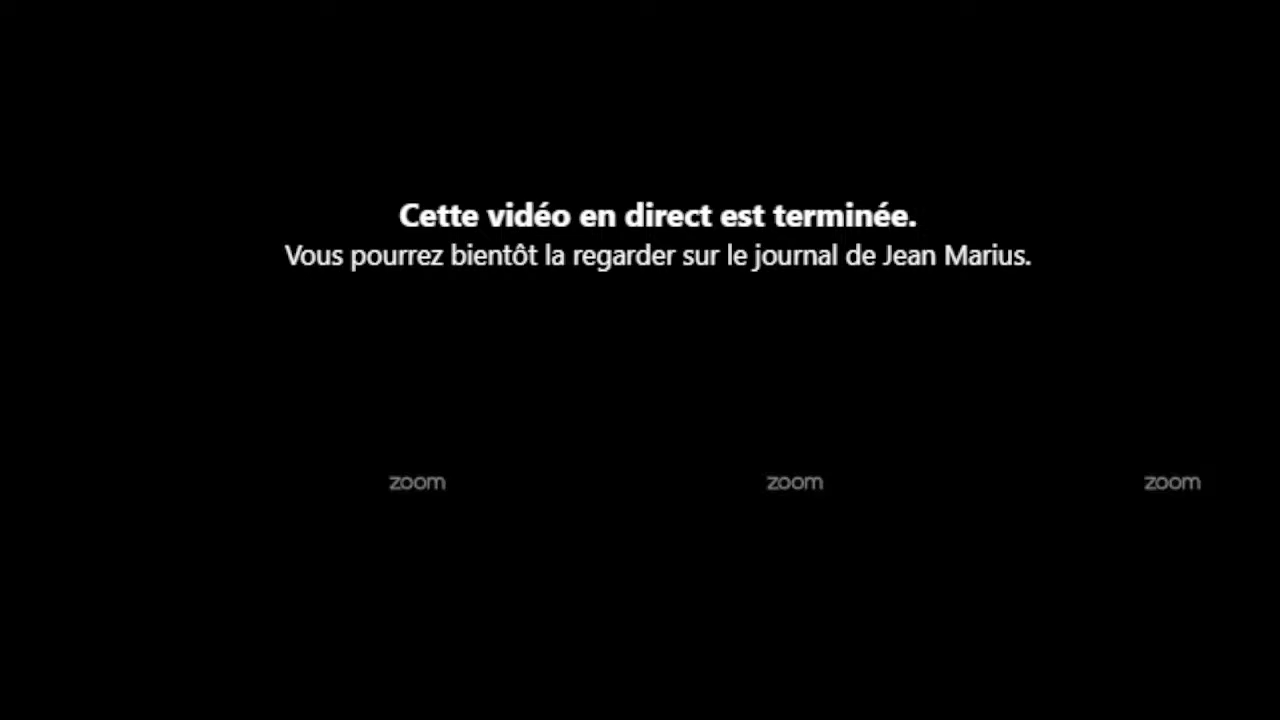 Cette vidéo en direct est terminée.
Vous pourrez bientôt la regarder sur le journal de Jean Marius.
zoom zoom zoom